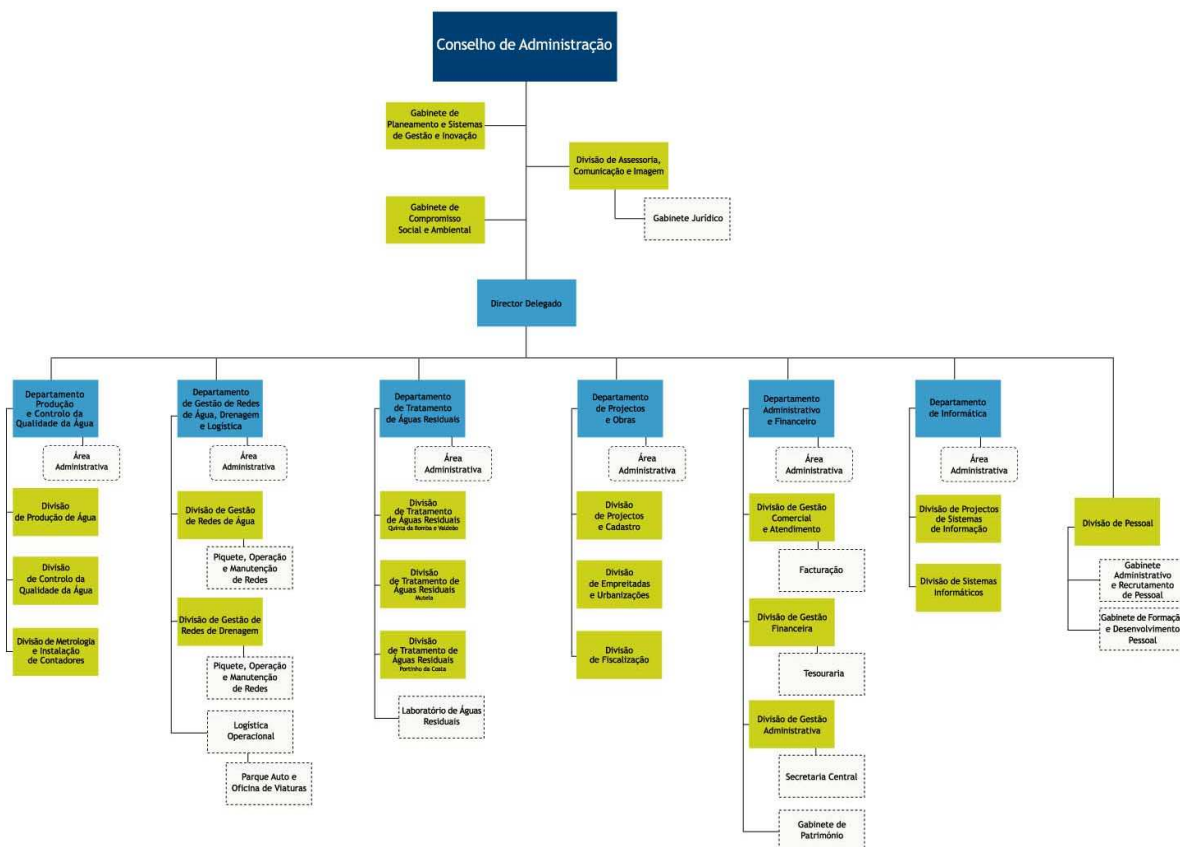 Conselho de Administração
Gabinete de
Planeamento e Sistemas
de Gestão e Inovação
Divisão de Assessoria,
Comunicação e Imagem
Gabinete de
Compromisso
Social e Ambiental
Gabinete Jurídico
Director Delegado
Departamento
Produção
e Controlo da
Qualidade da Água
Área
Administrativa
Divisão
de Produção de Água
Divisão
de Controlo da
Qualidade da Água
Divisão de Metrologia
e Instalação
de Contadores
Departamento
de Gestão de Redes
de Água, Drenagem
e Logística
Área
Administrativa
Divisão de Gestão
de Redes de Água
Piquete, Operação
e Manutenção
de Redes
Divisão de Gestão de
Redes de Drenagem
Piquete, Operação
e Manutenção
de Redes
Logística
Operacional
Parque Auto e
Oficina de Viaturas
Departamento
de Tratamento
de Águas Residuais
Área
Administrativa
Divisão
de Tratamento
de Águas Residuais
Quinta da Bomba e Valdeão
Divisão
de Tratamento de
Águas Residuais
Mutela
Divisão
de Tratamento de
Águas Residuais
Portinho da Costa
Laboratório de Águas
Residuais
Departamento
de Projectos
e Obras
Área
Administrativa
Divisão
de Projectos
e Cadastro
Divisão
de Empreitadas
e Urbanizações
Divisão
de Fiscalização
Departamento
Administrativo
e Financeiro
Área
Administrativa
Divisão de Gestão
Comercial
e Atendimento
Facturação
Divisão de Gestão
Financeira
Tesouraria
Divisão de Gestão
Administrativa
Secretaria Central
Gabinete de
Património
Departamento
de Informática
Área
Administrativa
Divisão de Projectos
de Sistemas
de Informação
Divisão de Sistemas
Informáticos
Divisão de Pessoal
Gabinete
Administrativo e
Recrutamento
de Pessoal
Gabinete de Formação
e Desenvolvimento
Pessoal